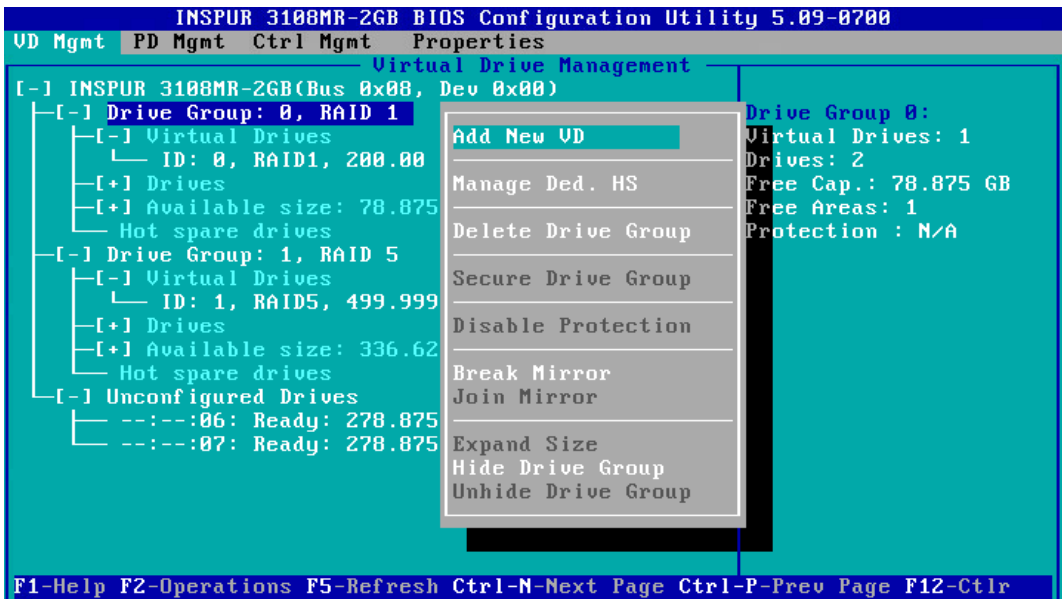 INSPUR 3108MR-2GB BIOS Configuration Utility 5.09-0700
VD Mgmt PD Mgmt Ctrl Mgmt Properties
Virtual Drive Management
[-] INSPUR 3108MR-2GB(Bus 0x08, Dev 0x00)
[-] Drive Group: 0, RAID 1
[-] Virtual Drives
ID: 0, RAID1, 200.00
[+] Drives
[+] Available size: 78.875
Hot spare drives
[-] Drive Group: 1, RAID 5
[-] Virtual Drives
ID: 1, RAID5, 499.999
[+] Drives
[+] Available size: 336.62
Hot spare drives
[-] Unconfigured Drives
--:--:06: Ready: 278.875
--:--:07: Ready: 278.875
Add New VD
Manage Ded. HS
Delete Drive Group
Secure Drive Group
Disable Protection
Break Mirror
Join Mirror
Expand Size
Hide Drive Group
Unhide Drive Group
Drive Group 0:
Virtual Drives: 1
Drives: 2
Free Cap.: 78.875 GB
Free Areas: 1
Protection : N/A
F1-Help F2-Operations F5-Refresh Ctrl-N-Next Page Ctrl-P-Prev Page F12-Ctlr